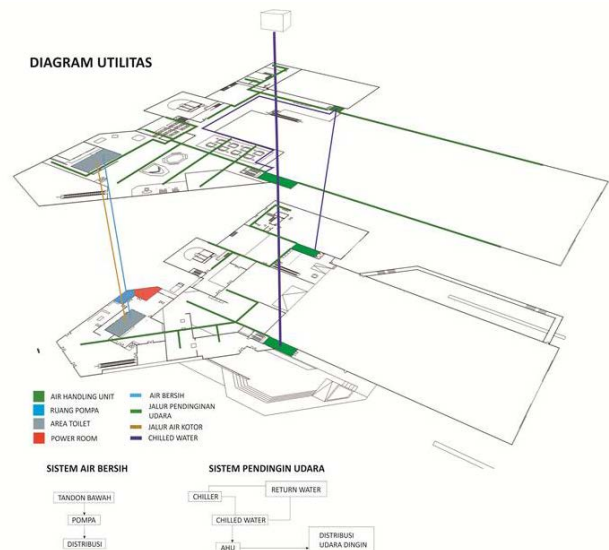 DIAGRAM UTILITAS
AIR HANDLING UNIT
RUANG POMPA
AREA TOILET
POWER ROOM
AIR BERSIH
JALUR PENDINGINAN
UDARA
JALUR AIR KOTOR
CHILLED WATER
SISTEM AIR BERSIH
TANDON BAWAH
POMPA
DISTRIBUSI
SISTEM PENDINGIN UDARA
CHILLER
RETURN WATER
CHILLED WATER
AHU
DISTRIBUSI
UDARA DINGIN